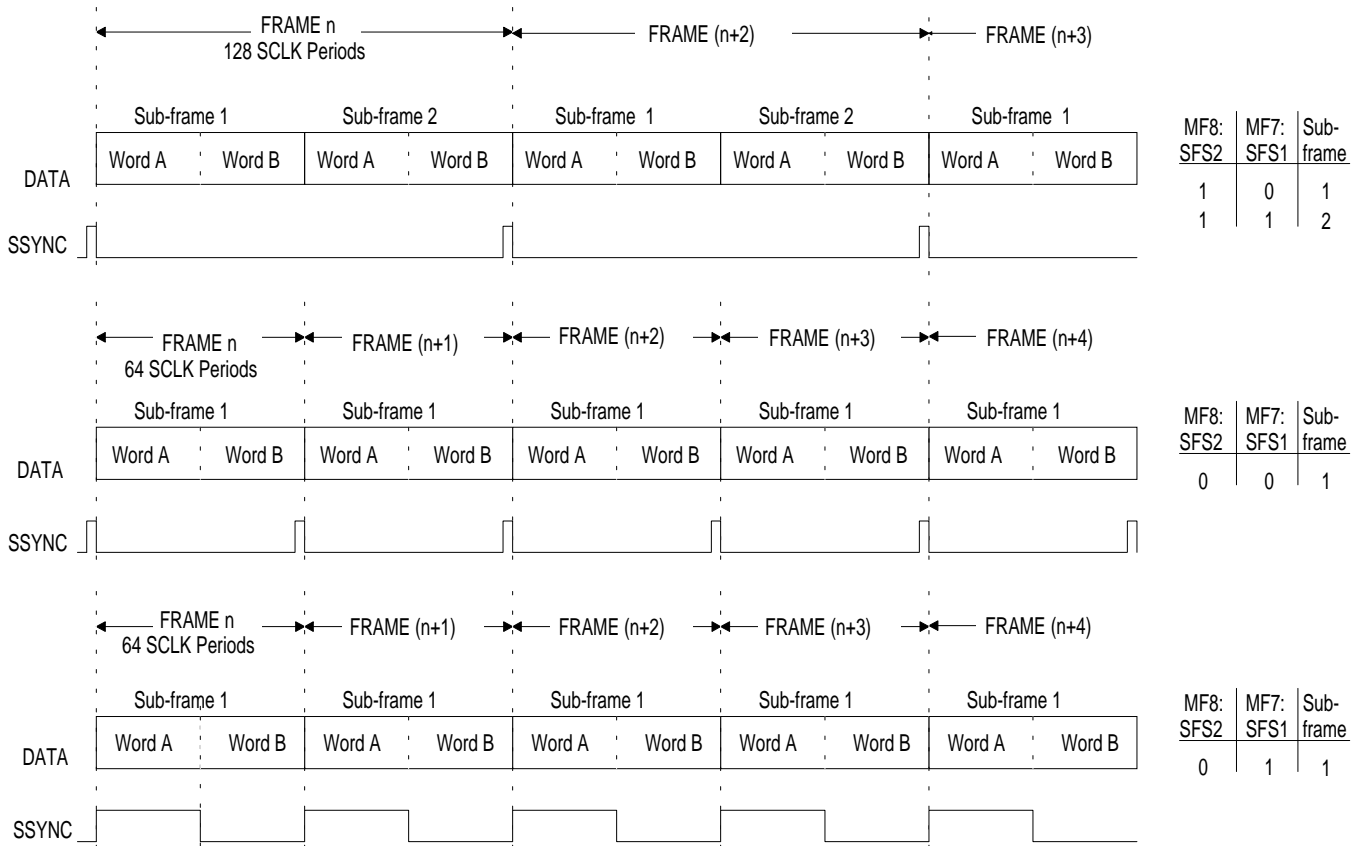 FRAME n FRAME (n+2) FRAME (n+3)
128 SCLK Periods
Sub-frame 1 Sub-frame 2 Sub-frame 1 Sub-frame 2 Sub-frame 1
DATA Word A Word B Word A Word B Word A Word B Word A Word B Word A Word B
SSYNC
MF8: MF7: Sub-
SFS2 SFS1 frame
1 0 1
1 1 2
FRAME n FRAME (n+1) FRAME (n+2) FRAME (n+3) FRAME (n+4)
64 SCLK Periods
Sub-frame 1 Sub-frame 1 Sub-frame 1 Sub-frame 1 Sub-frame 1
DATA Word A Word B Word A Word B Word A Word B Word A Word B Word A Word B
SSYNC
MF8: MF7: Sub-
SFS2 SFS1 frame
0 0 1
FRAME n FRAME (n+1) FRAME (n+2) FRAME (n+3) FRAME (n+4)
64 SCLK Periods
Sub-frame 1 Sub-frame 1 Sub-frame 1 Sub-frame 1 Sub-frame 1
DATA Word A Word B Word A Word B Word A Word B Word A Word B Word A Word B
SSYNC
MF8: MF7: Sub-
SFS2 SFS1 frame
0 1 1